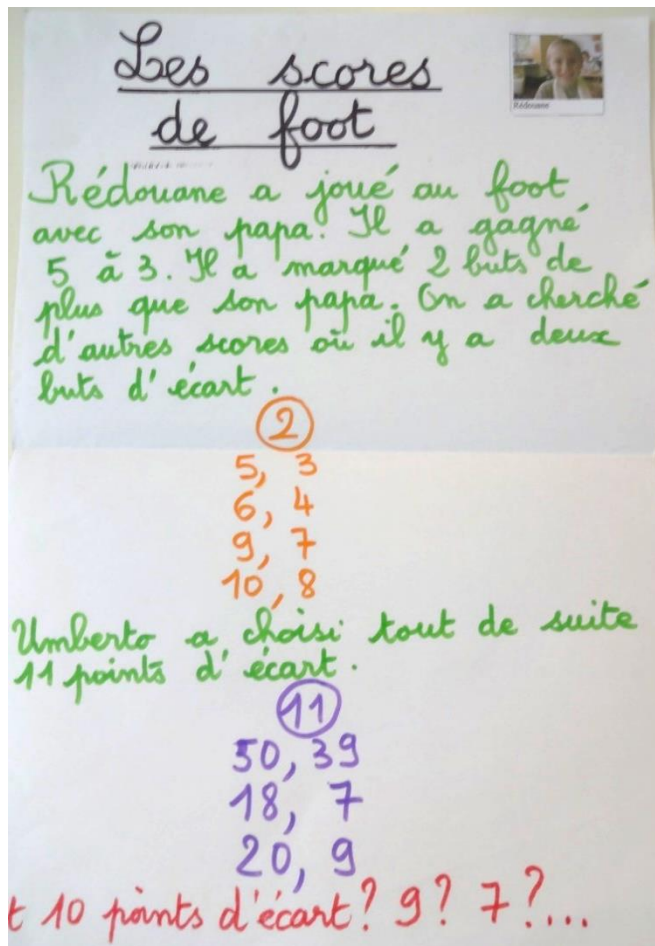 Les scores
de foot
Rédouane
Rédouane a joué au foot
avec son papa. Il a gagné
5 à 3. Il a marqué 2 buts de
plus que son papa. On a cherché
d'autres scores où il y a deux
buts d'écart.
2
5, 3
6, 4
9, 7
10, 8
Umberto a choisi tout de suite
11 points d'écart.
11
50, 39
18, 7
20, 9
t 10 points d'écart? 9? 7?...